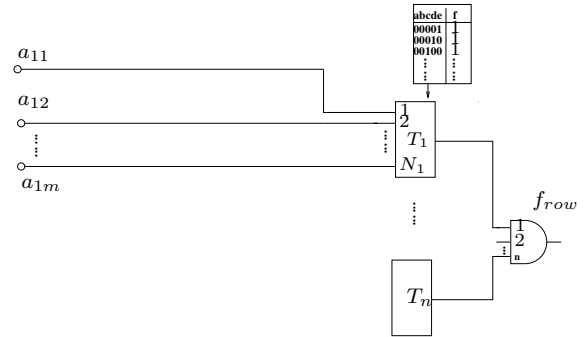 abcde f
00001 1
00010 1
00100 1
a11
a12
a1m
1
2
T1
N1
frow
1
2
n
Tn